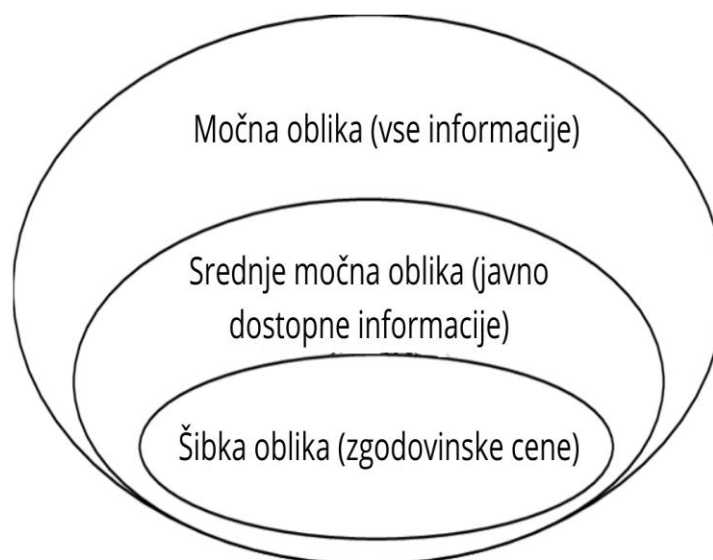 Močna oblika (vse informacije)
Srednje močna oblika (javno
dostopne informacije)
Šibka oblika (zgodovinske cene)